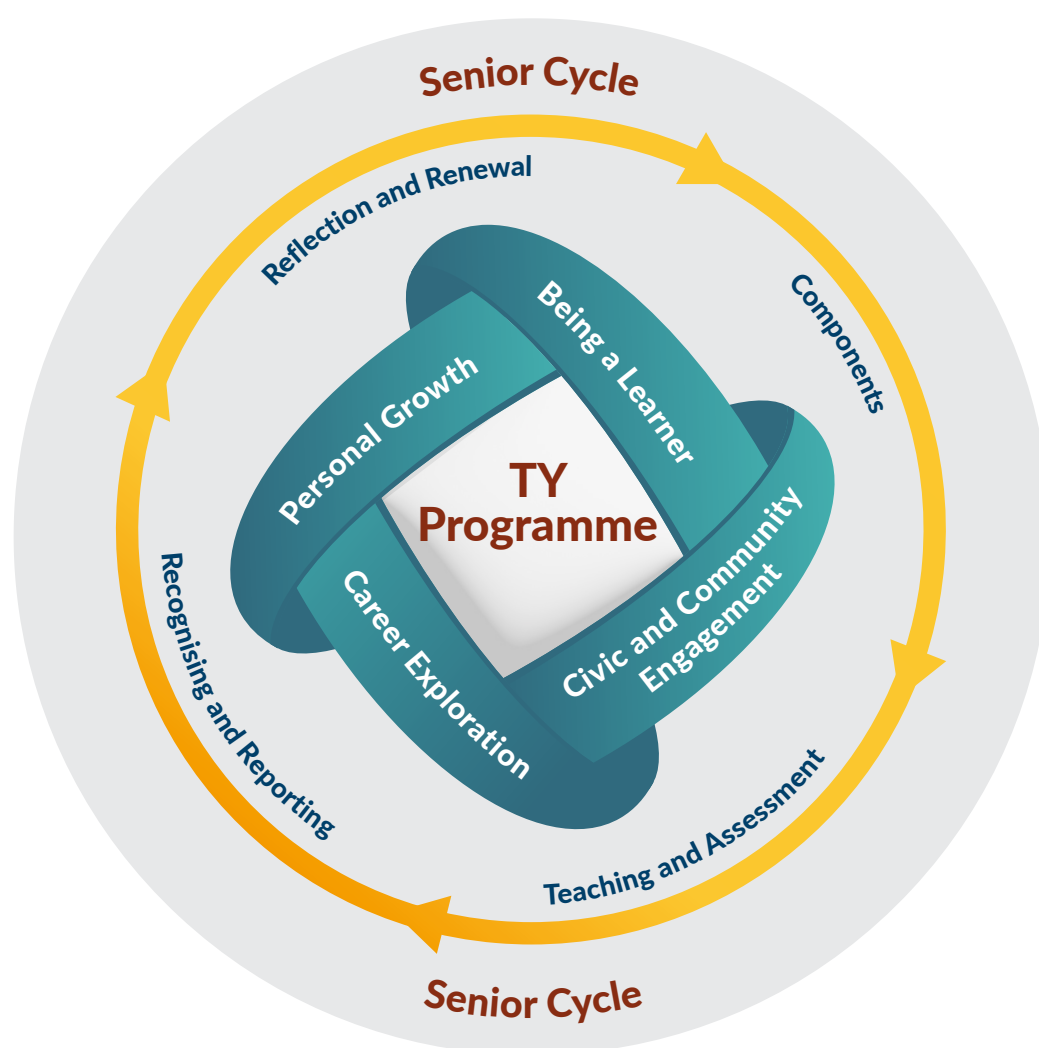 Senior Cycle
Reflection and Renewal
Components
Being a Learner
Personal Growth
TY
Programme
Civic and Community
Engagement
Career Exploration
Recognising and Reporting
Teaching and Assessment
Senior Cycle